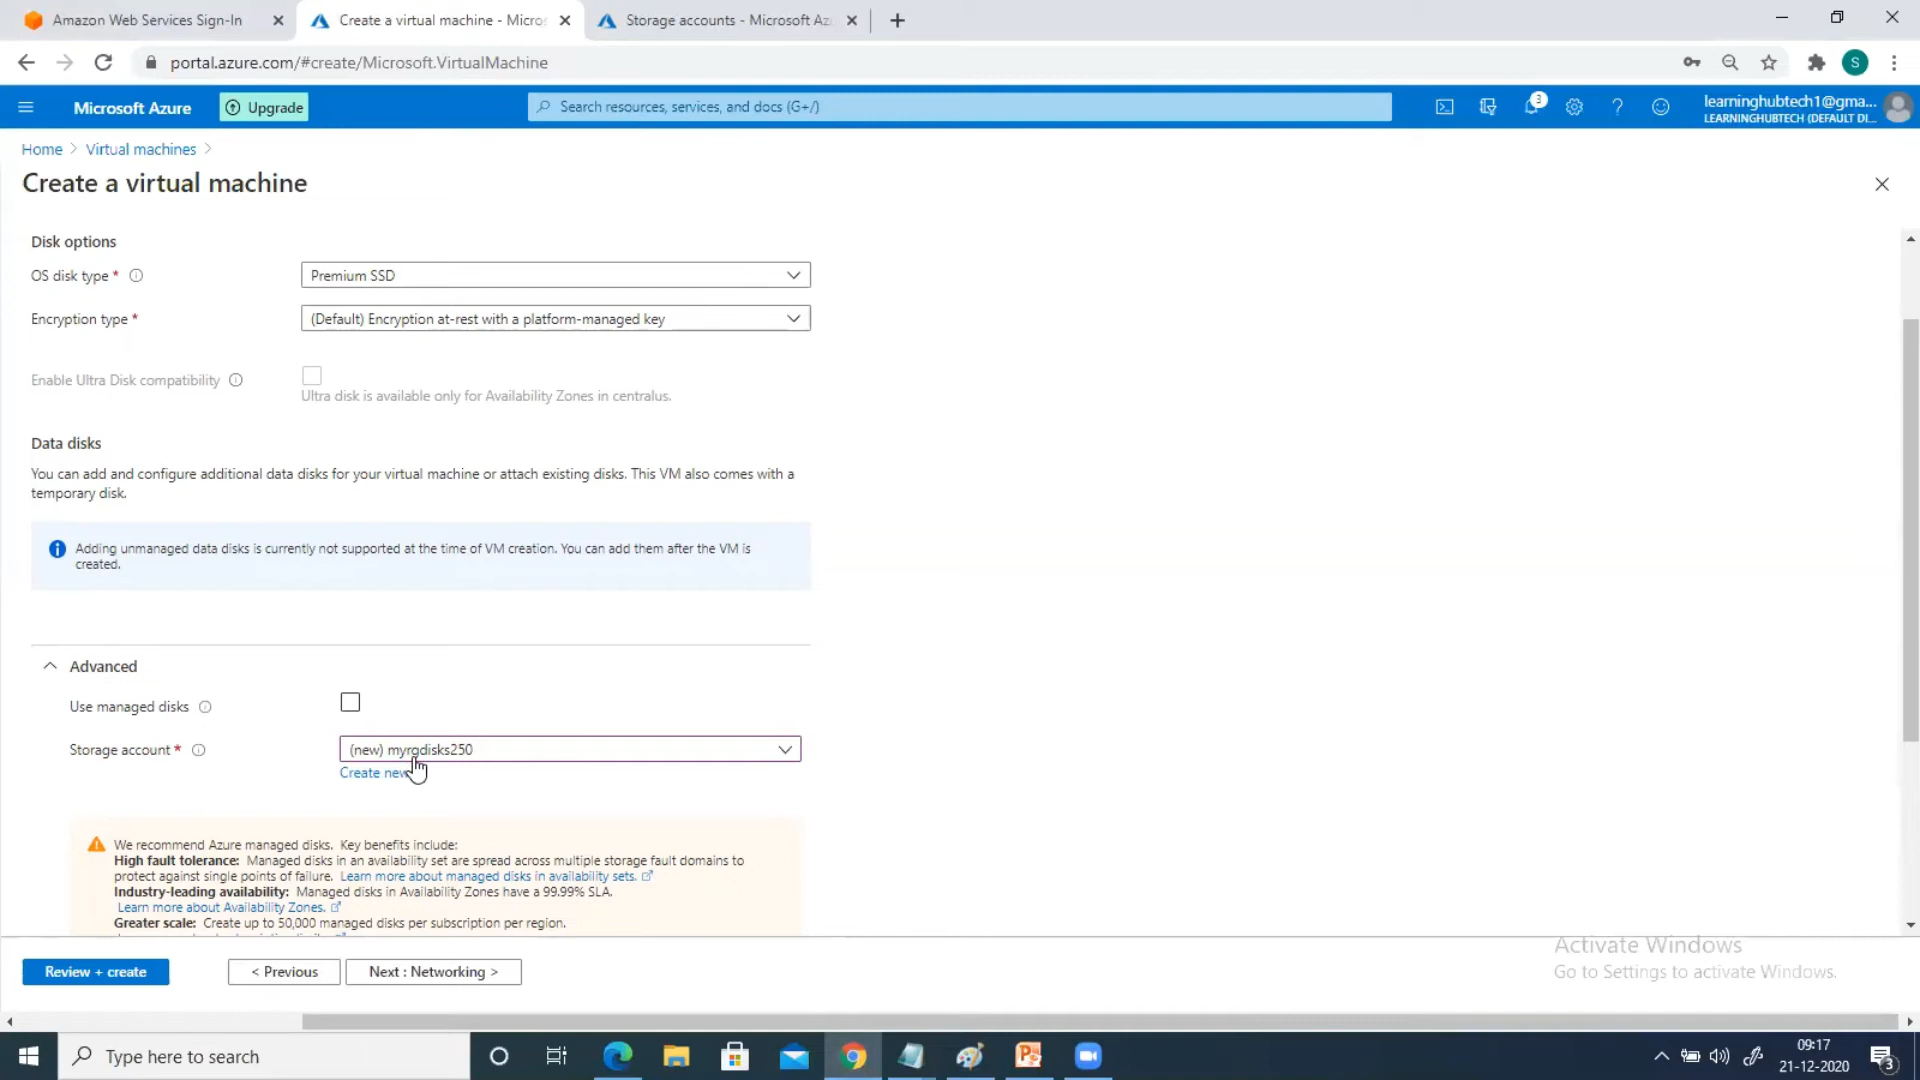 Amazon Web Services Sign-In
Create a virtual machine - Micros
Storage accounts - Microsoft Az
portal.azure.com/#create/Microsoft.VirtualMachine
S
Microsoft Azure
Upgrade
Search resources, services, and docs (G+/)
3
learninghubtech1@gma...
LEARNINGHUBTECH (DEFAULT DI...
Home > Virtual machines >
Create a virtual machine
Disk options
OS disk type *
Premium SSD
Encryption type *
(Default) Encryption at-rest with a platform-managed key
Enable Ultra Disk compatibility
Ultra disk is available only for Availability Zones in centralus.
Data disks
You can add and configure additional data disks for your virtual machine or attach existing disks. This VM also comes with a
temporary disk.
Adding unmanaged data disks is currently not supported at the time of VM creation. You can add them after the VM is
created.
Advanced
Use managed disks
Storage account *
(new) myrgdisks250
Create new
We recommend Azure managed disks. Key benefits include:
High fault tolerance: Managed disks in an availability set are spread across multiple storage fault domains to
protect against single points of failure. Learn more about managed disks in availability sets.
Industry-leading availability: Managed disks in Availability Zones have a 99.99% SLA.
Learn more about Availability Zones.
Greater scale: Create up to 50,000 managed disks per subscription per region.
Activate Windows
Go to Settings to activate Windows.
Review + create
< Previous
Next : Networking >
Type here to search
09:17
21-12-2020
3